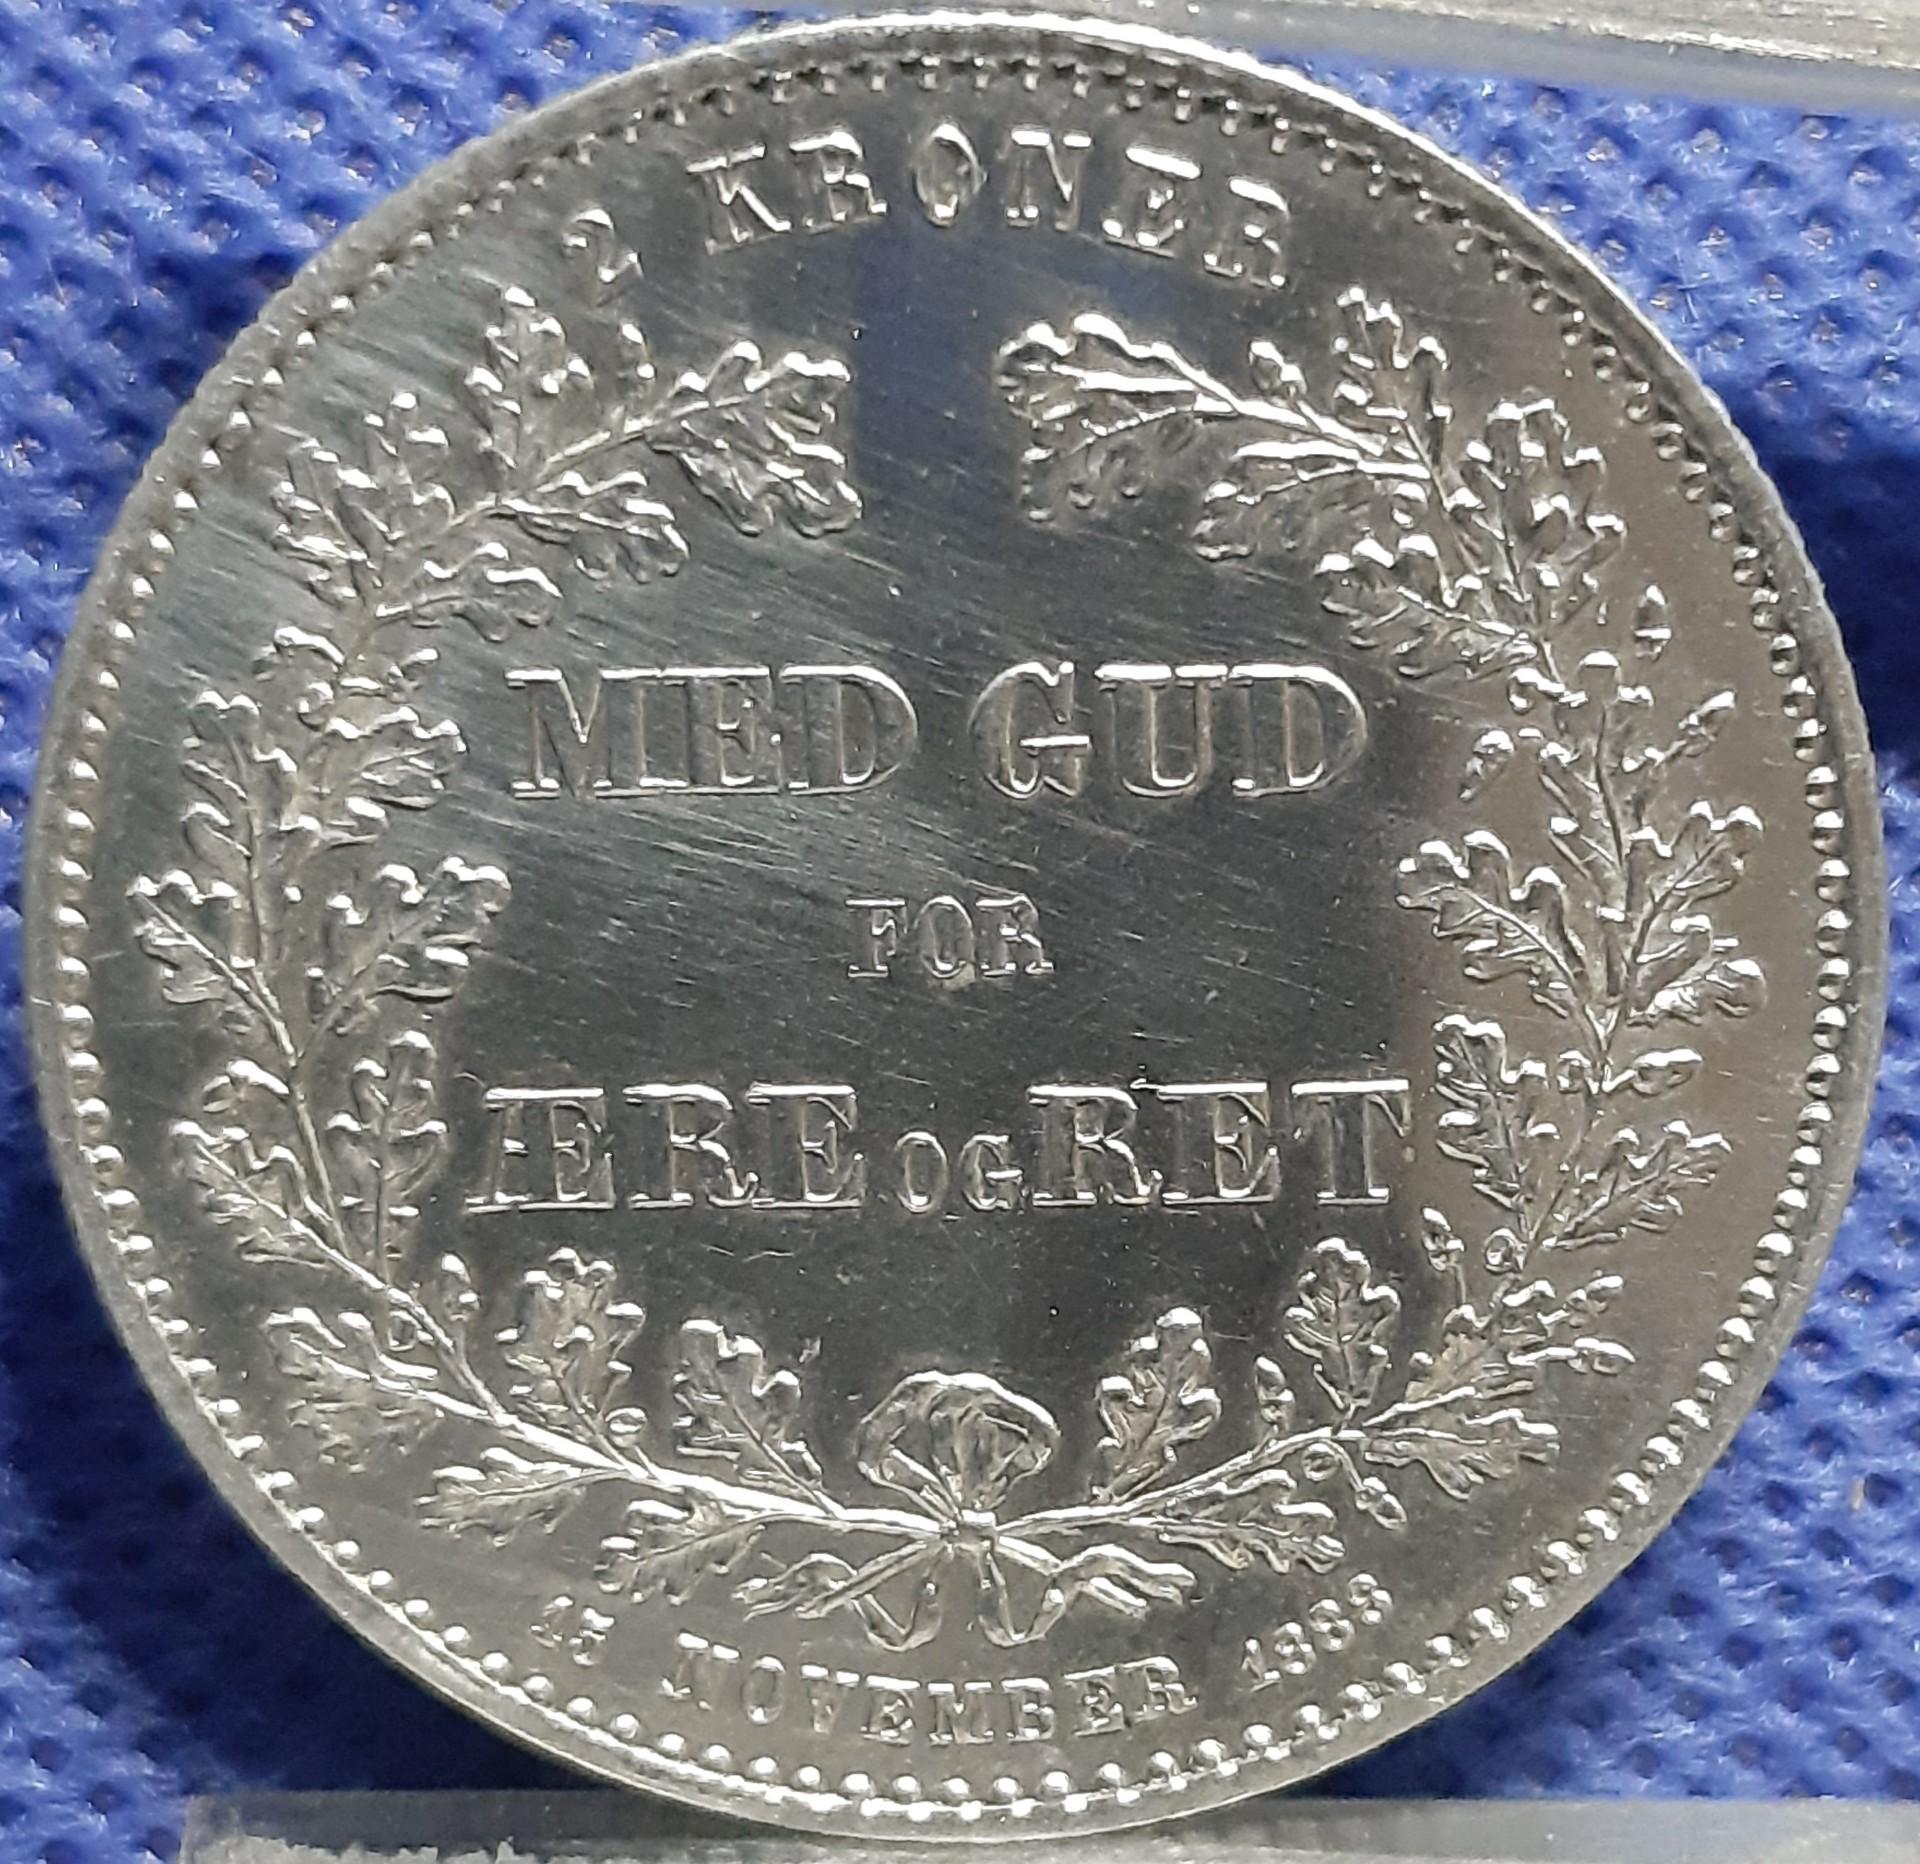 2 KRONER
MED GUD
FOR
ÆRE OG RET
15 NOVEMBER 1888